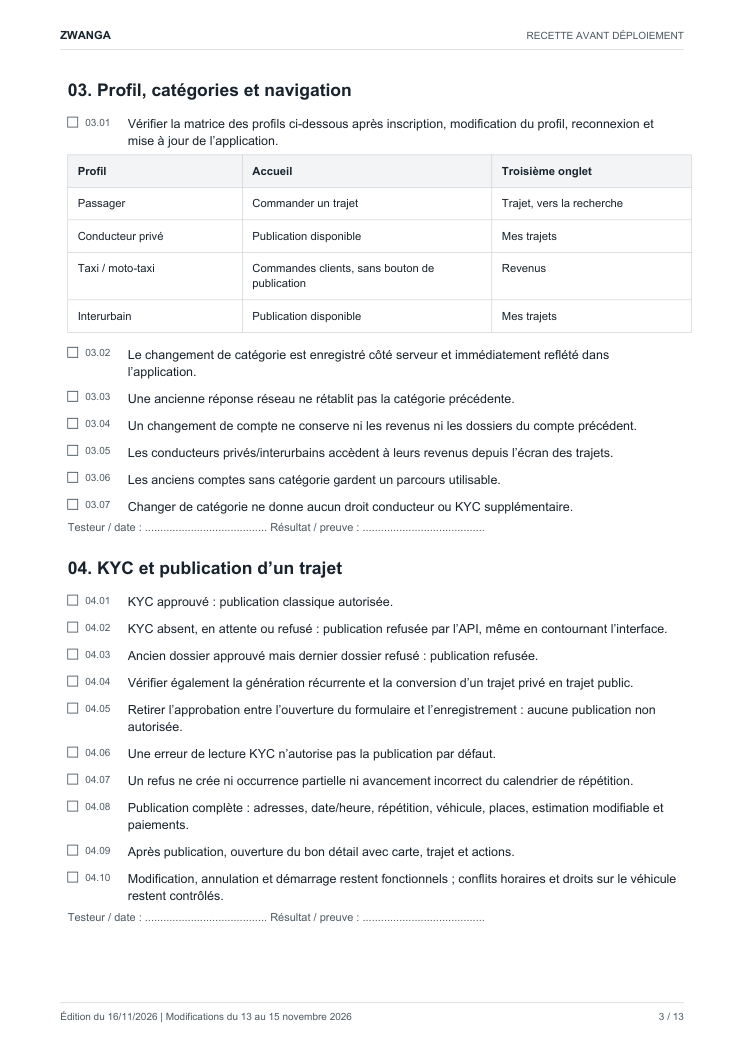 ZWANGA
RECETTE AVANT DÉPLOIEMENT
03. Profil, catégories et navigation
03.01 Vérifier la matrice des profils ci-dessous après inscription, modification du profil, reconnexion et
mise à jour de l’application.
Profil Accueil Troisième onglet
Passager Commander un trajet Trajet, vers la recherche
Conducteur privé Publication disponible Mes trajets
Taxi / moto-taxi Commandes clients, sans bouton de Revenus
publication
Interurbain Publication disponible Mes trajets
03.02 Le changement de catégorie est enregistré côté serveur et immédiatement reflété dans
l’application.
03.03 Une ancienne réponse réseau ne rétablit pas la catégorie précédente.
03.04 Un changement de compte ne conserve ni les revenus ni les dossiers du compte précédent.
03.05 Les conducteurs privés/interurbains accèdent à leurs revenus depuis l’écran des trajets.
03.06 Les anciens comptes sans catégorie gardent un parcours utilisable.
03.07 Changer de catégorie ne donne aucun droit conducteur ou KYC supplémentaire.
Testeur / date : ........................................ Résultat / preuve : ........................................
04. KYC et publication d’un trajet
04.01 KYC approuvé : publication classique autorisée.
04.02 KYC absent, en attente ou refusé : publication refusée par l’API, même en contournant l’interface.
04.03 Ancien dossier approuvé mais dernier dossier refusé : publication refusée.
04.04 Vérifier également la génération récurrente et la conversion d’un trajet privé en trajet public.
04.05 Retirer l’approbation entre l’ouverture du formulaire et l’enregistrement : aucune publication non
autorisée.
04.06 Une erreur de lecture KYC n’autorise pas la publication par défaut.
04.07 Un refus ne crée ni occurrence partielle ni avancement incorrect du calendrier de répétition.
04.08 Publication complète : adresses, date/heure, répétition, véhicule, places, estimation modifiable et
paiements.
04.09 Après publication, ouverture du bon détail avec carte, trajet et actions.
04.10 Modification, annulation et démarrage restent fonctionnels ; conflits horaires et droits sur le véhicule
restent contrôlés.
Testeur / date : ........................................ Résultat / preuve : ........................................
Édition du 16/11/2026 | Modifications du 13 au 15 novembre 2026
3 / 13